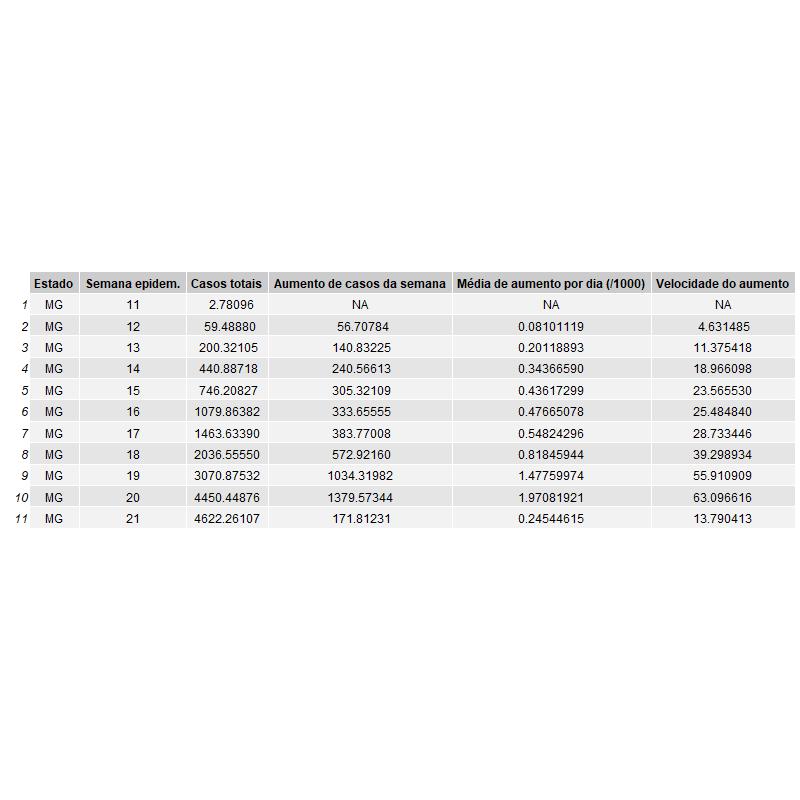 Estado Semana epidem. Casos totais Aumento de casos da semana Média de aumento por dia (/1000) Velocidade do aumento
1 MG 11 2.78096 NA NA NA
2 MG 12 59.48880 56.70784 0.08101119 4.631485
3 MG 13 200.32105 140.83225 0.20118893 11.375418
4 MG 14 440.88718 240.56613 0.34366590 18.966098
5 MG 15 746.20827 305.32109 0.43617299 23.565530
6 MG 16 1079.86382 333.65555 0.47665078 25.484840
7 MG 17 1463.63390 383.77008 0.54824296 28.733446
8 MG 18 2036.55550 572.92160 0.81845944 39.298934
9 MG 19 3070.87532 1034.31982 1.47759974 55.910909
10 MG 20 4450.44876 1379.57344 1.97081921 63.096616
11 MG 21 4622.26107 171.81231 0.24544615 13.790413